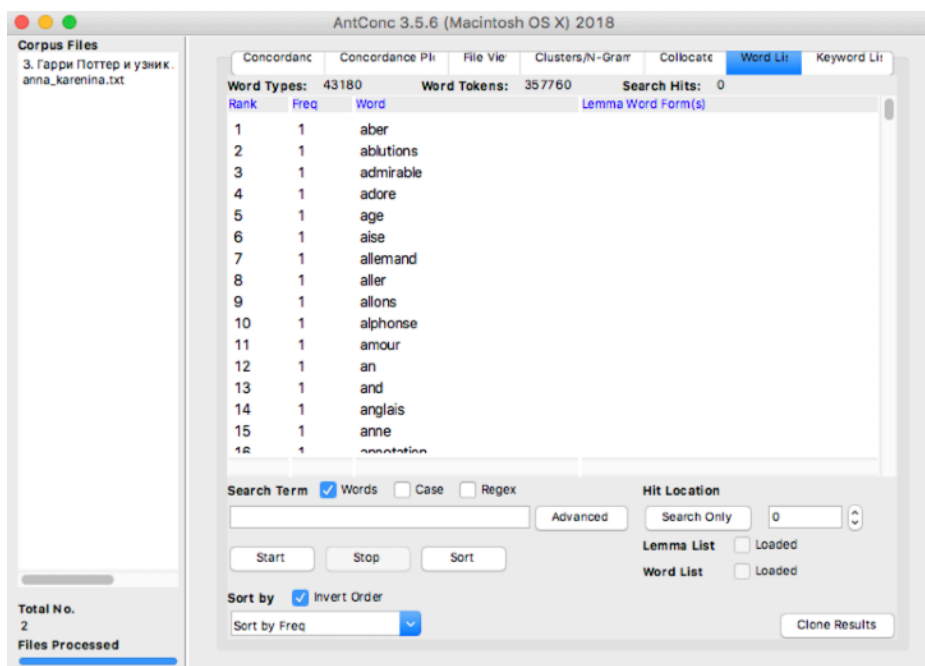 AntConc 3.5.6 (Macintosh OS X) 2018
Corpus Files
3. Гарри Поттер и узник.
anna_karenina.txt
Total No.
2
Files Processed
Concordanc Concordance Pl File Vie Clusters/N-Gram Collocate Word Li Keyword Li
Word Types: 43180 Word Tokens: 357760 Search Hits: 0
Rank Freq Word Lemma Word Form(s)
1 1 aber
2 1 ablutions
3 1 admirable
4 1 adore
5 1 age
6 1 aise
7 1 allemand
8 1 aller
9 1 allons
10 1 alphonse
11 1 amour
12 1 an
13 1 and
14 1 anglais
15 1 anne
16 1 annotation
Search Term Words Case Regex Hit Location
Advanced Search Only 0
Start Stop Sort Lemma List Loaded
Word List Loaded
Sort by Invert Order
Sort by Freq Clone Results